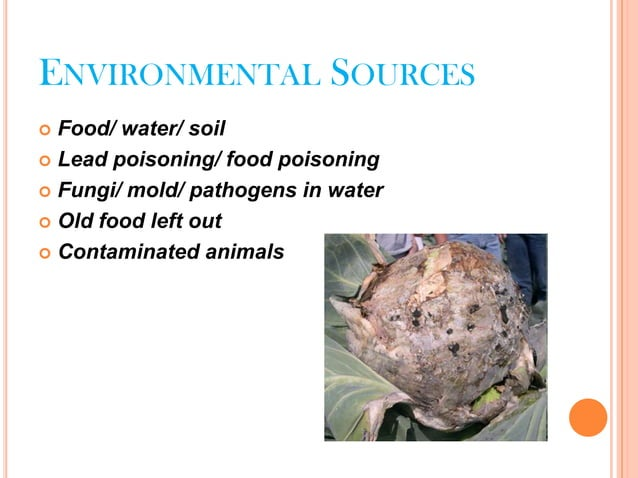 ENVIRONMENTAL SOURCES
Food/ water/ soil
Lead poisoning/ food poisoning
Fungi/ mold/ pathogens in water
Old food left out
Contaminated animals